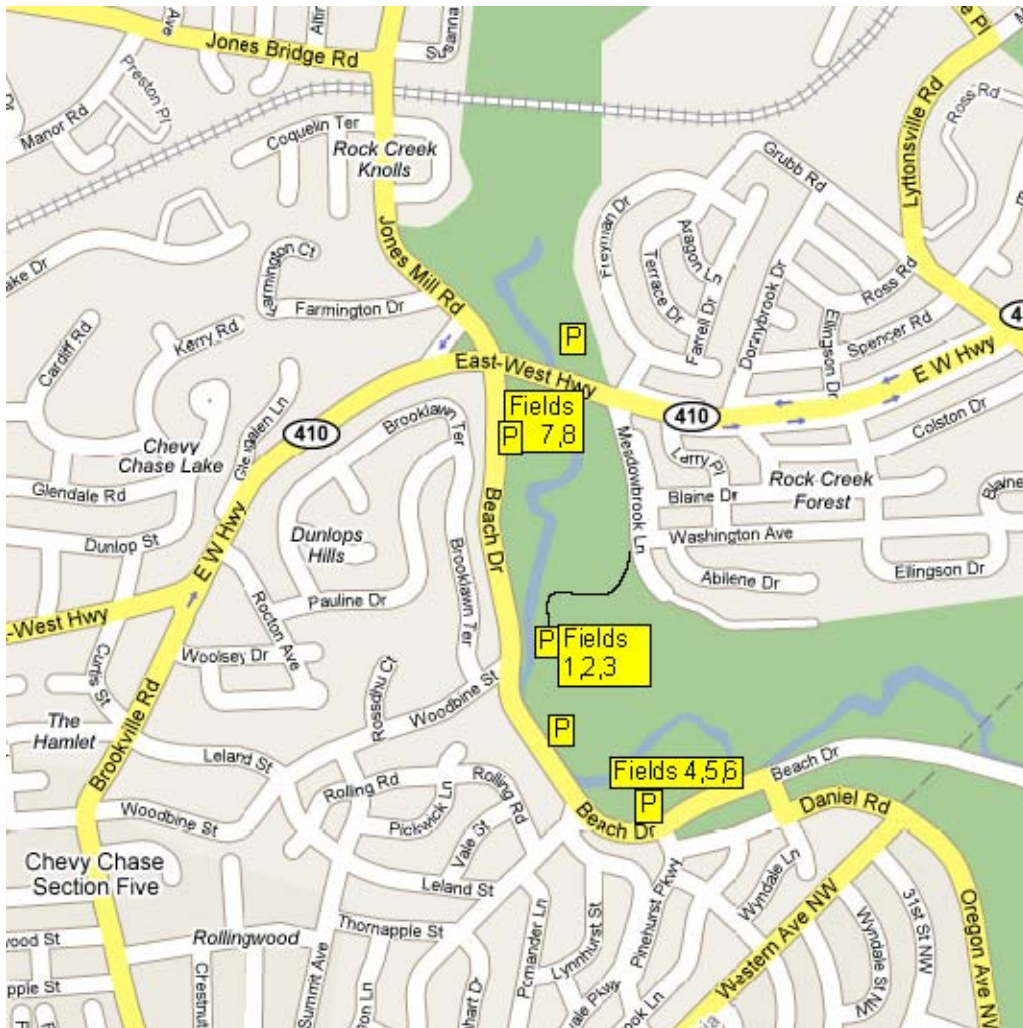 Jones Bridge Rd
Susanna
Ave
Preston Pl
Manor Rd
Coquelin Ter
Rock Creek
Knolls
Jones Mill Rd
Lyttonsville Rd
Ross Rd
Grubb Rd
Freyman Dr
Aragon Ln
Terrace Dr
Farrell Dr
Donnybrook Dr
Ross Rd
Ellingson Dr
Spencer Rd
Farmington Ct
Farmington Dr
Kerry Rd
Cardiff Rd
P
East-West Hwy
E W Hwy
410
410
Fields
7,8
P
Colston Dr
Glengalen Ln
Brooklawn Ter
Chevy
Chase Lake
Glendale Rd
Dunlop St
E W Hwy
Dunlops
Hills
Beach Dr
Meadowbrook Ln
Larry Pl
Blaine Dr
Rock Creek
Forest
Washington Ave
Abilene Dr
Ellingson Dr
Pauline Dr
Brooklawn Ter
Rocton Ave
Woolsey Dr
Curtis St
P
Fields
1,2,3
The
Hamlet
Brookville Rd
Rossdhu Ct
Woodbine St
Leland St
P
Fields 4,5,6
P
Beach Dr
Daniel Rd
Rolling Rd
Rolling Rd
Pickwick Ln
Vale St
Woodbine St
Beach Dr
Chevy Chase
Section Five
Leland St
Thornapple St
Rollingwood
Summit Ave
Pomander Ln
Lynnhurst St
Pinehurst Pkwy
Wyndale Ln
Western Ave NW
Wyndale St NW
31st St NW
Oregon Ave NW